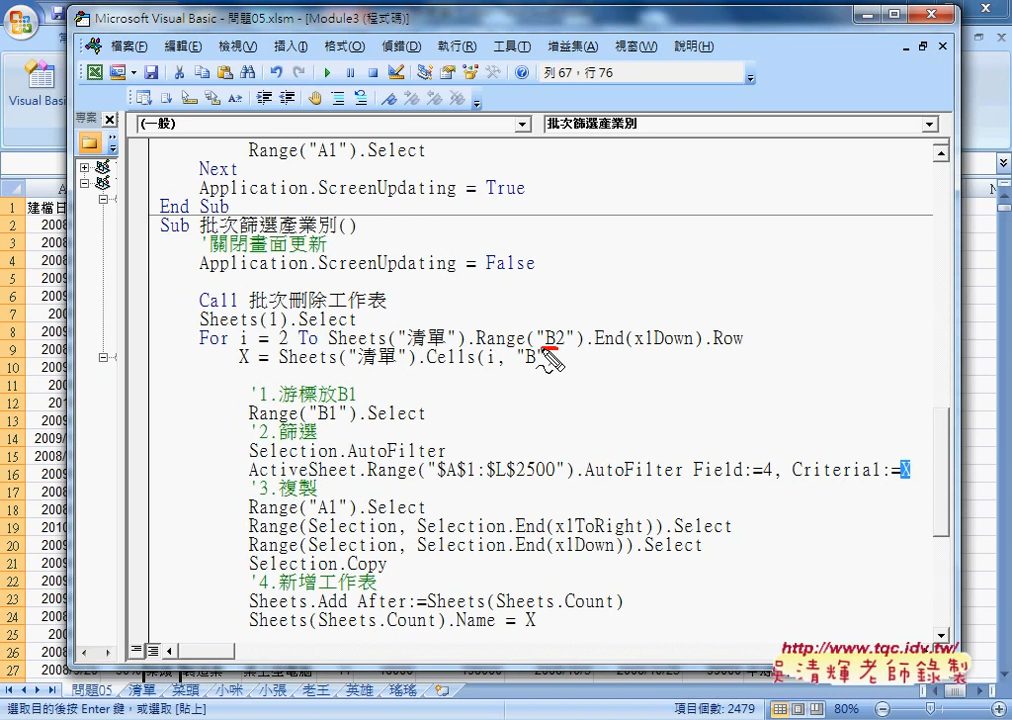 Microsoft Visual Basic - 問題05.xlsm - [Module3 (程式碼)]
檔案(F) 編輯(E) 檢視(V) 插入(I) 格式(O) 偵錯(D) 執行(R) 工具(T) 增益集(A) 視窗(W) 說明(H)
列 67，行 76
Visual Basi
專案
(一般)
批次篩選產業別
Range("A1").Select
Next
Application.ScreenUpdating = True
End Sub
Sub 批次篩選產業別()
'關閉畫面更新
Application.ScreenUpdating = False
Call 批次刪除工作表
Sheets(1).Select
For i = 2 To Sheets("清單").Range("B2").End(xlDown).Row
X = Sheets("清單").Cells(i, "B"
'1.游標放B1
Range("B1").Select
'2.篩選
Selection.AutoFilter
ActiveSheet.Range("$A$1:$L$2500").AutoFilter Field:=4, Criteria1:=X
'3.複製
Range("A1").Select
Range(Selection, Selection.End(xlToRight)).Select
Range(Selection, Selection.End(xlDown)).Select
Selection.Copy
'4.新增工作表
Sheets.Add After:=Sheets(Sheets.Count)
Sheets(Sheets.Count).Name = X
http://www.tqc.idv.tw/
吳清輝老師錄製
問題05 清單 菜頭 小咪 小張 老王 英雄 瑤瑤
選取目的後按 Enter 鍵，或選取 [貼上]
項目個數: 2479
80%